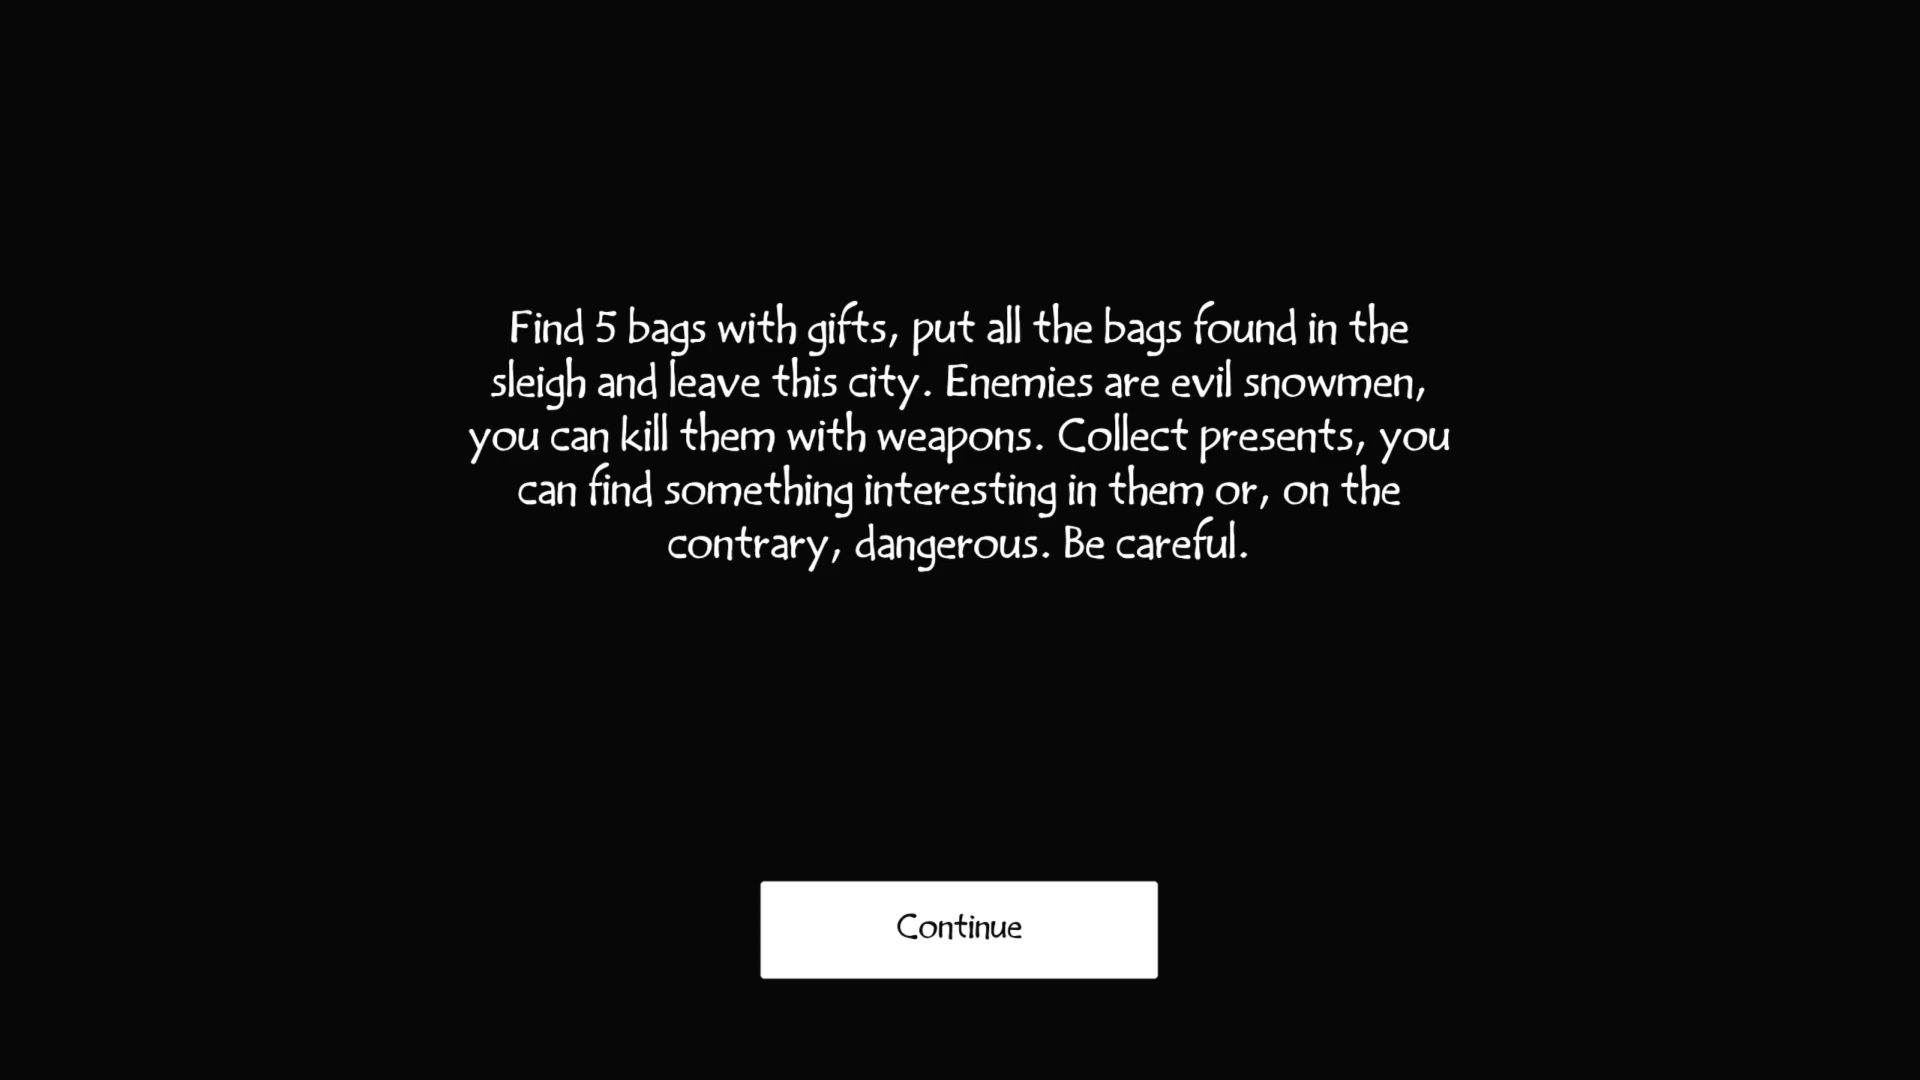 Find 5 bags with gifts, put all the bags found in the
sleigh and leave this city. Enemies are evil snowmen,
you can kill them with weapons. Collect presents, you
can find something interesting in them or, on the
contrary, dangerous. Be careful.
Continue